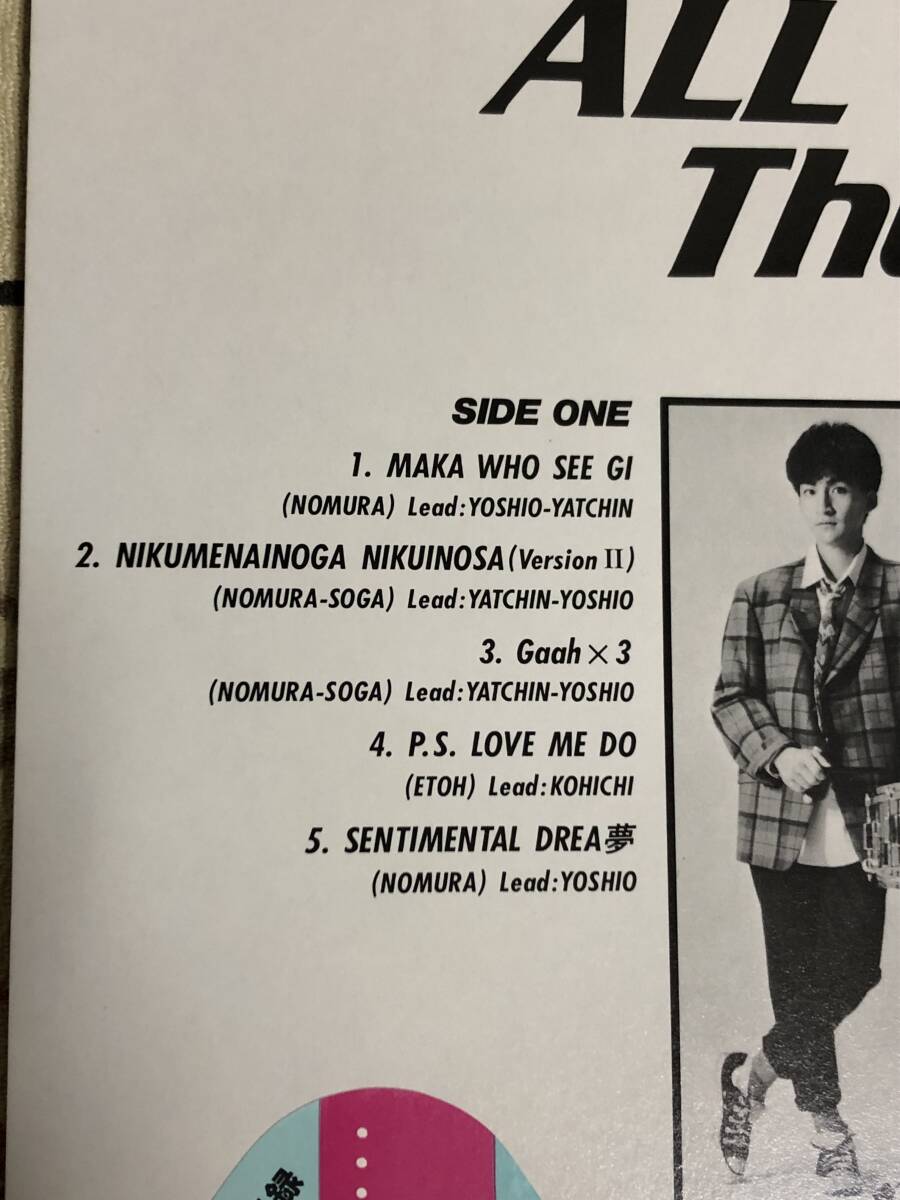 ALL
The
SIDE ONE
1. MAKA WHO SEE GI
(NOMURA) Lead:YOSHIO-YATCHIN
2. NIKUMENAINOGA NIKUINOSA(Version II)
(NOMURA-SOGA) Lead:YATCHIN-YOSHIO
3. Gaah×3
(NOMURA-SOGA) Lead:YATCHIN-YOSHIO
4. P.S. LOVE ME DO
(ETOH) Lead:KOHICHI
5. SENTIMENTAL DREA夢
(NOMURA) Lead:YOSHIO
録